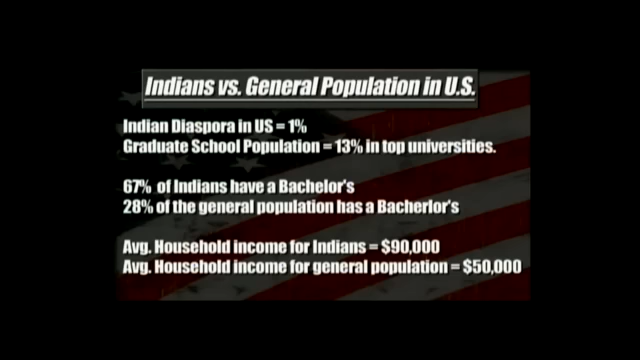 Indians vs. General Population in U.S.
Indian Diaspora in US = 1%
Graduate School Population = 13% in top universities.
67% of Indians have a Bachelor's
28% of the general population has a Bacherlor's
Avg. Household income for Indians = $90,000
Avg. Household income for general population = $50,000